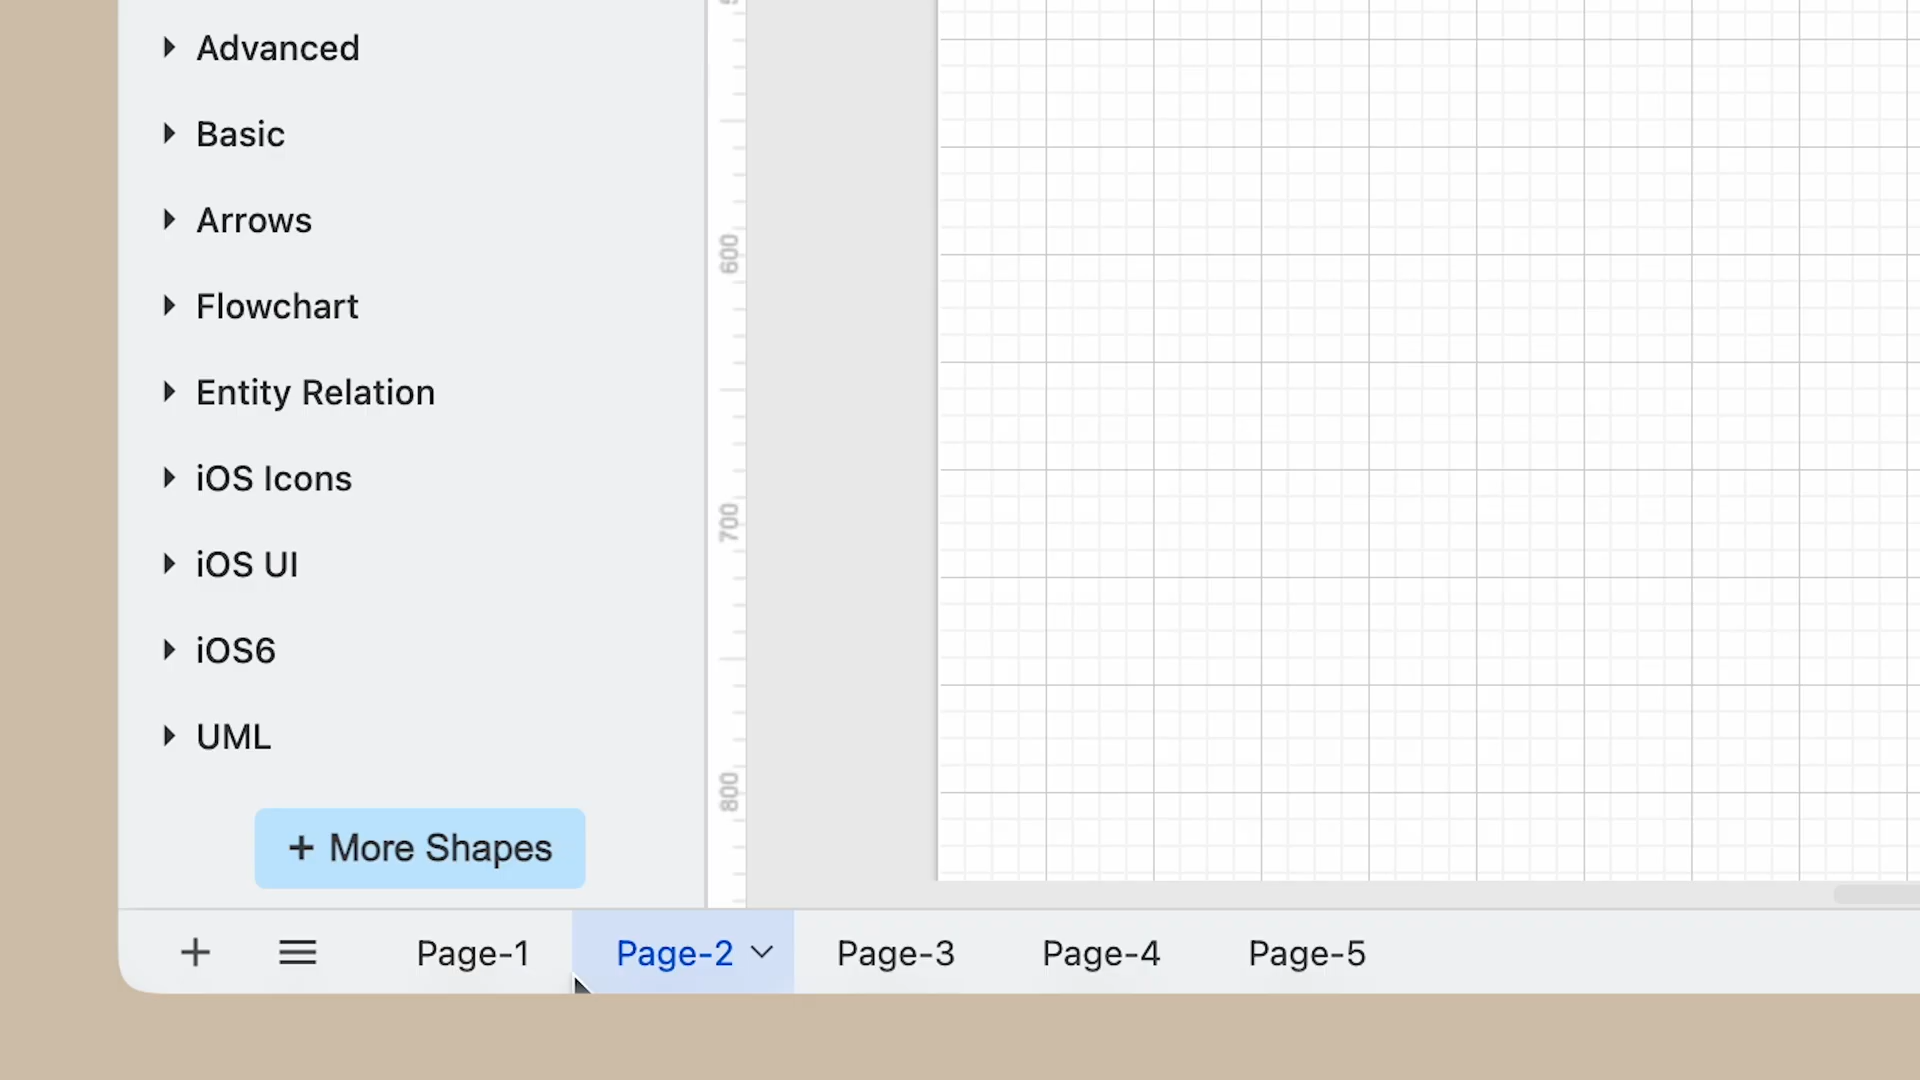 Advanced
Basic
Arrows
Flowchart
Entity Relation
iOS Icons
iOS UI
iOS6
UML
+ More Shapes
600
700
800
Page-1
Page-2
Page-3
Page-4
Page-5